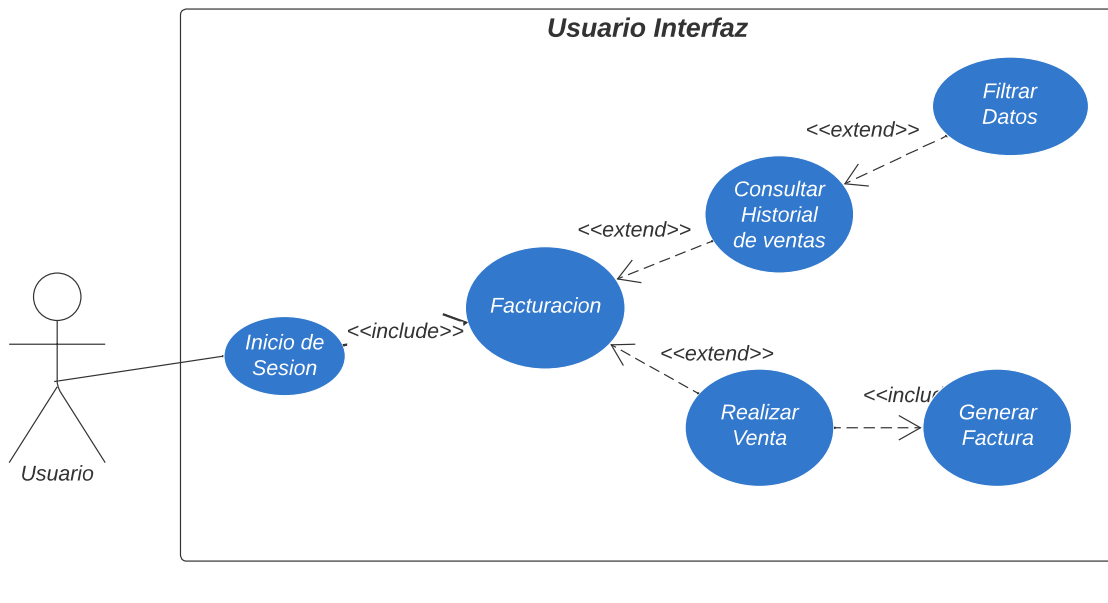 Usuario Interfaz
Filtrar
Datos
<<extend>>
Consultar
Historial
de ventas
<<extend>>
Facturacion
<<include>>
Inicio de
Sesion
<<extend>>
Realizar
Venta
<<includ
Generar
Factura
Usuario